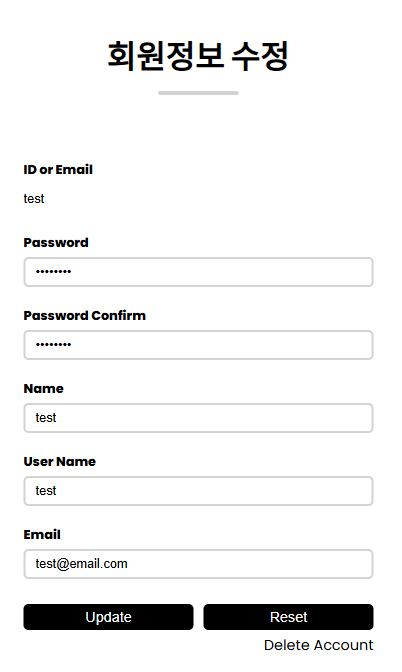 회원정보 수정
ID or Email
test
Password
••••••••
Password Confirm
••••••••
Name
test
User Name
test
Email
test@email.com
Update Reset
Delete Account